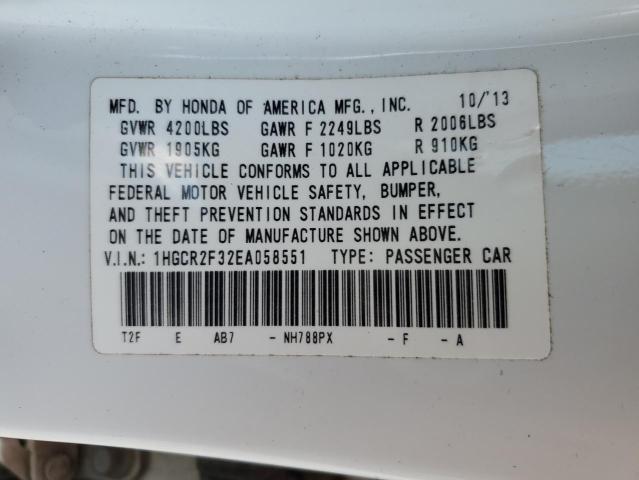 MFD. BY HONDA OF AMERICA MFG., INC. 10/'13
GVWR 4200LBS GAWR F 2249LBS R 2006LBS
GVWR 1905KG GAWR F 1020KG R 910KG
THIS VEHICLE CONFORMS TO ALL APPLICABLE
FEDERAL MOTOR VEHICLE SAFETY, BUMPER,
AND THEFT PREVENTION STANDARDS IN EFFECT
ON THE DATE OF MANUFACTURE SHOWN ABOVE.
V.I.N.: 1HGCR2F32EA058551 TYPE: PASSENGER CAR
T2F E AB7 - NH788PX - F - A